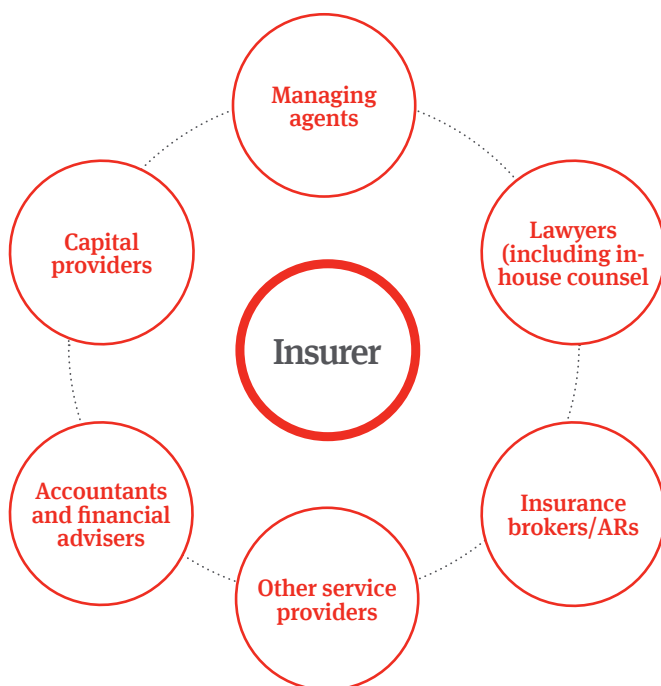 Managing
agents
Capital
providers
Lawyers
(including in-
house counsel
Insurer
Accountants
and financial
advisers
Insurance
brokers/ARs
Other service
providers